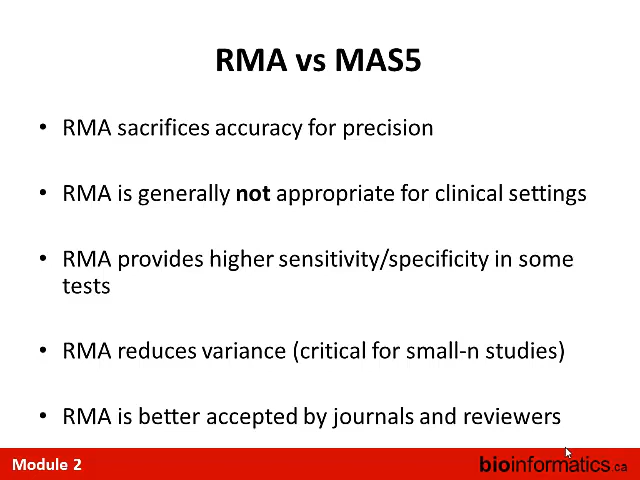 RMA vs MAS5
• RMA sacrifices accuracy for precision
• RMA is generally not appropriate for clinical settings
• RMA provides higher sensitivity/specificity in some
tests
• RMA reduces variance (critical for small-n studies)
• RMA is better accepted by journals and reviewers
Module 2
bioinformatics.ca